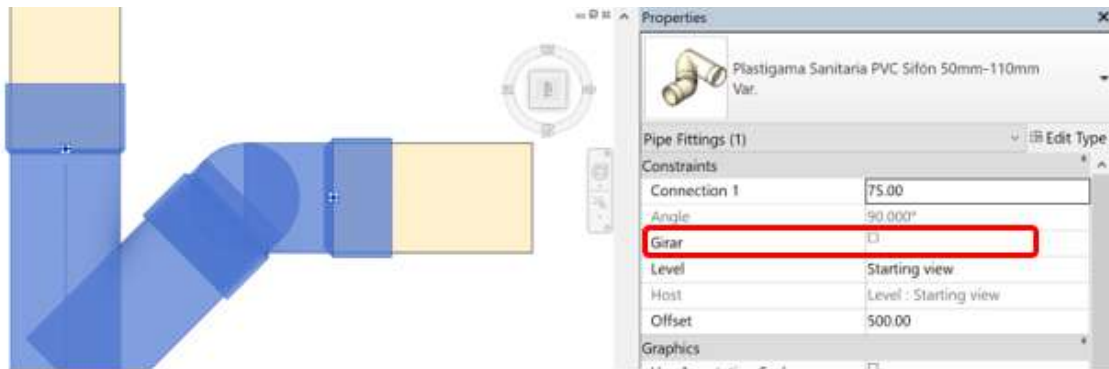 Properties
Plastigama Sanitaria PVC Sifón 50mm-110mm
Var.
Pipe Fittings (1)
Edit Type
Constraints
Connection 1 75.00
Angle 90.000°
Girar
Level Starting view
Host Level : Starting view
Offset 500.00
Graphics